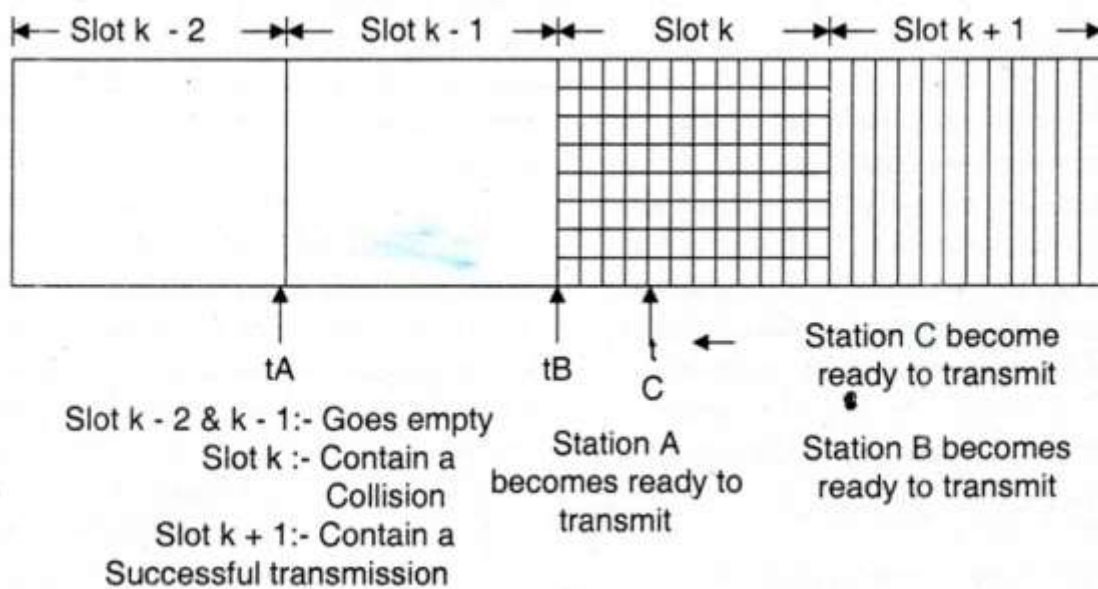 Slot k - 2
Slot k - 1
Slot k
Slot k + 1
tA
tB
t
C
Station C become
ready to transmit
Slot k - 2 & k - 1:- Goes empty
Slot k :- Contain a
Collision
Slot k + 1:- Contain a
Successful transmission
Station A
becomes ready to
transmit
Station B becomes
ready to transmit